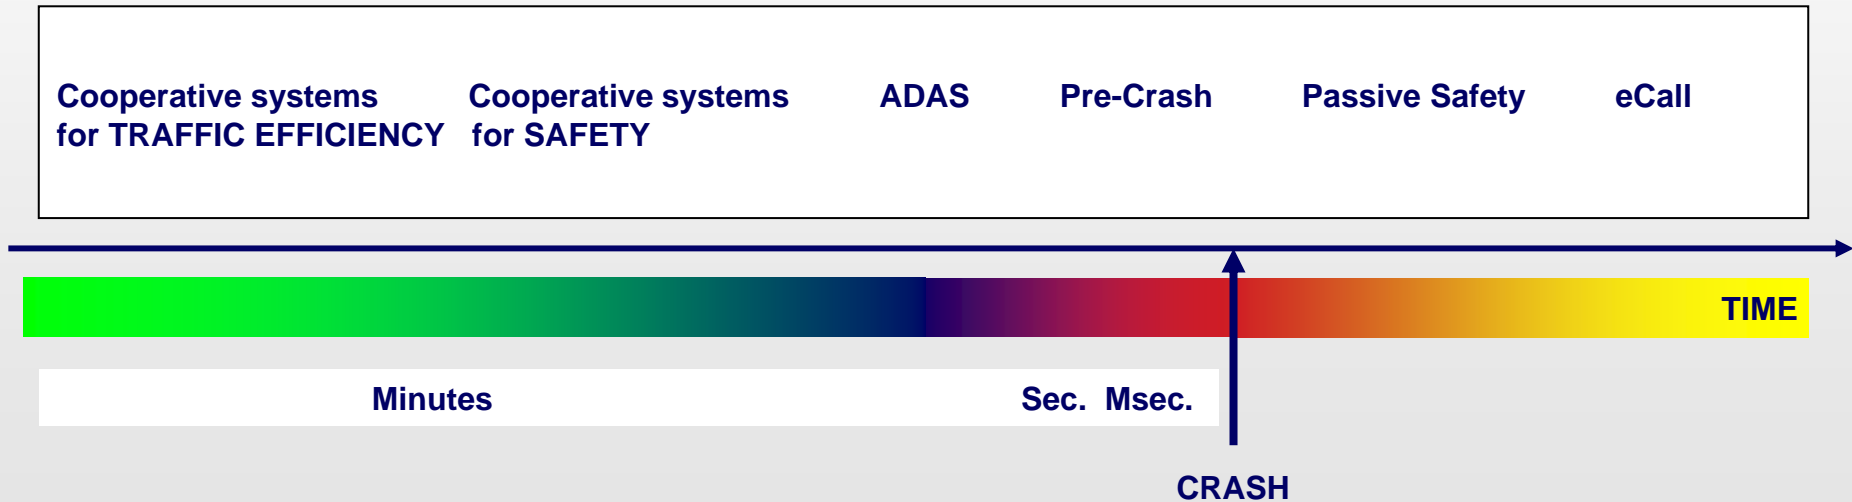 Cooperative systems Cooperative systems ADAS Pre-Crash Passive Safety eCall
for TRAFFIC EFFICIENCY for SAFETY
TIME
Minutes Sec. Msec.
CRASH